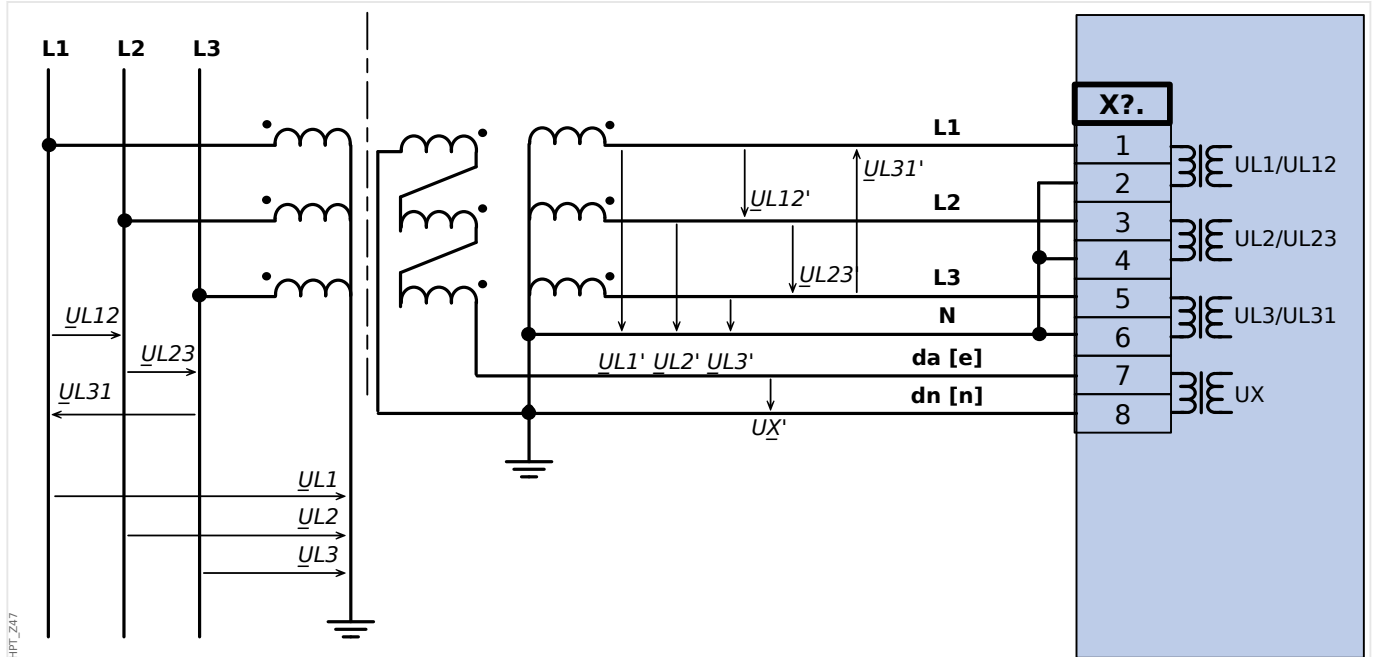 L1 L2 L3
X?.
L1
1
UL1/UL12
UL31'
2
UL12'
L2
3
UL2/UL23
4
UL23'
L3
5
UL12
N
UL3/UL31
6
UL23
UL1' UL2' UL3'
da [e]
7
UL31
dn [n]
UX
8
UX'
UL1
UL2
UL3
HPT_Z47